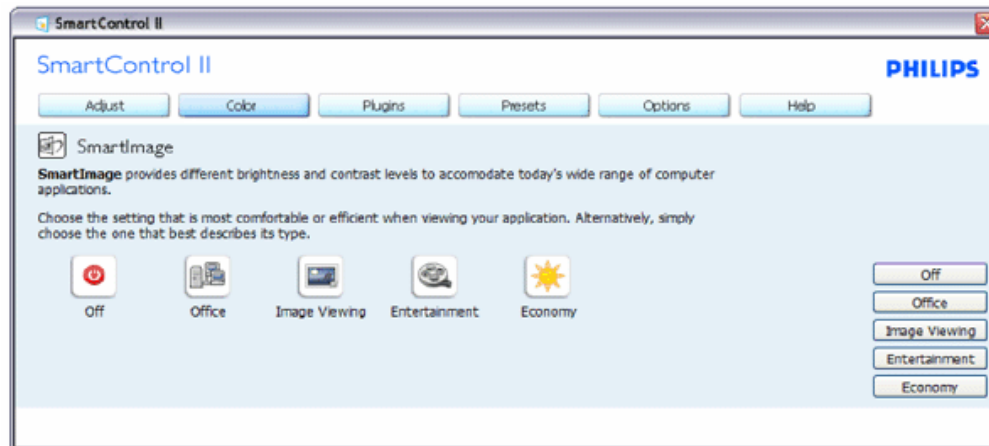 SmartControl II
SmartControl II
PHILIPS
Adjust Color Plugins Presets Options Help
SmartImage
SmartImage provides different brightness and contrast levels to accomodate today's wide range of computer
applications.
Choose the setting that is most comfortable or efficient when viewing your application. Alternatively, simply
choose the one that best describes its type.
Off Office Image Viewing Entertainment Economy
Off
Office
Image Viewing
Entertainment
Economy